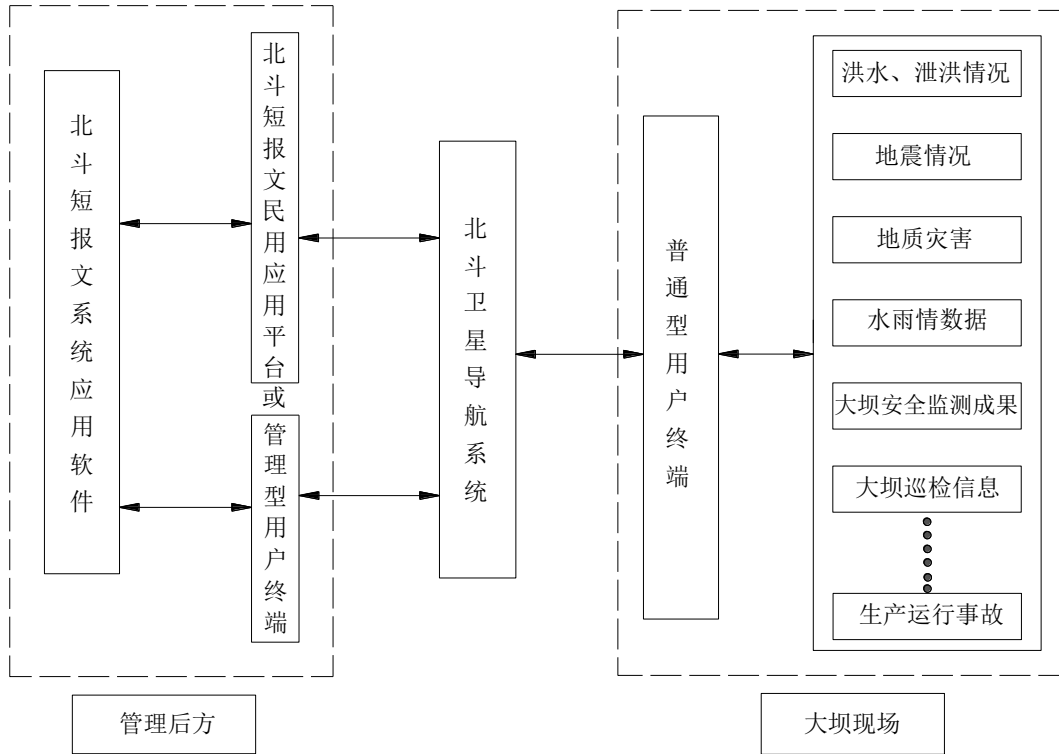 北斗短报文系统应用软件
北斗短报文民用应用平台
或
管理型用户终端
北斗卫星导航系统
普通型用户终端
洪水、泄洪情况
地震情况
地质灾害
水雨情数据
大坝安全监测成果
大坝巡检信息
生产运行事故
管理后方
大坝现场